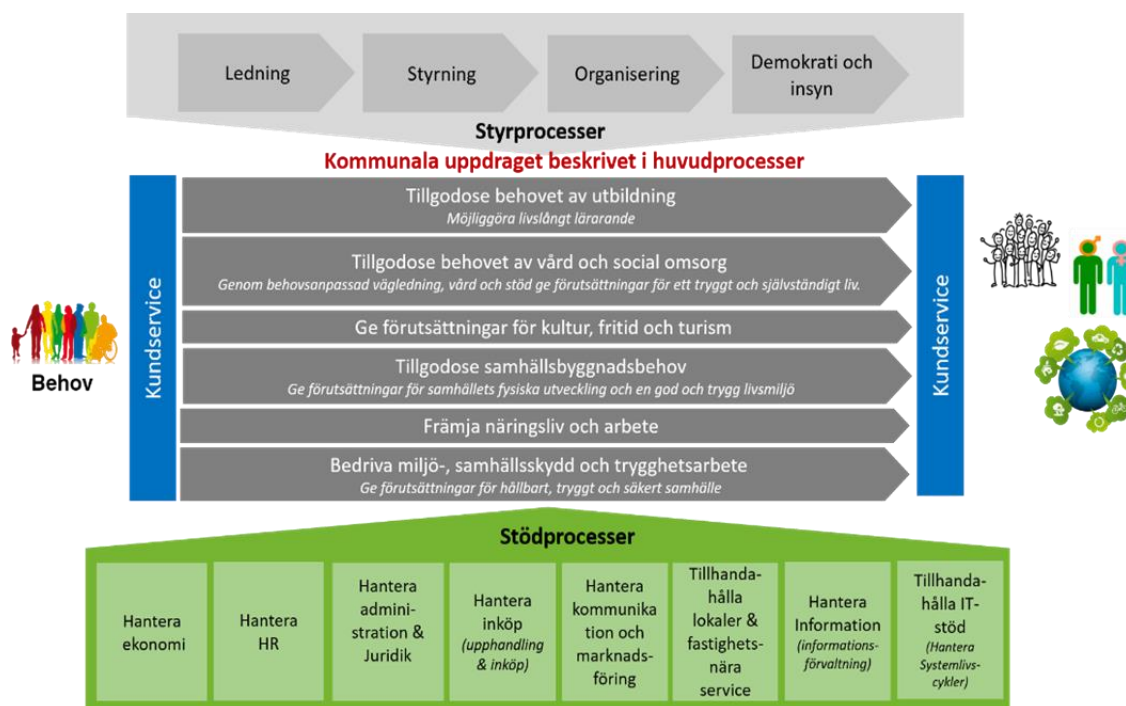 Ledning
Styrning
Organisering
Demokrati och
insyn
Styrprocesser
Kommunala uppdraget beskrivet i huvudprocesser
Behov
Kundservice
Tillgodose behovet av utbildning
Möjliggöra livslångt lärarande
Tillgodose behovet av vård och social omsorg
Genom behovsanpassad vägledning, vård och stöd ge förutsättningar för ett tryggt och självständigt liv.
Ge förutsättningar för kultur, fritid och turism
Tillgodose samhällsbyggnadsbehov
Ge förutsättningar för samhällets fysiska utveckling och en god och trygg livsmiljö
Främja näringsliv och arbete
Bedriva miljö-, samhällsskydd och trygghetsarbete
Ge förutsättningar för hållbart, tryggt och säkert samhälle
Kundservice
Stödprocesser
Hantera
ekonomi
Hantera
HR
Hantera
admini-
stration &
Juridik
Hantera
inköp
(upphandling
& inköp)
Hantera
kommunika
tion och
marknads-
föring
Tillhanda-
hålla
lokaler &
fastighets-
nära
service
Hantera
Information
(informations-
förvaltning)
Tillhanda-
hålla IT-
stöd
(Hantera
Systemlivs-
cykler)